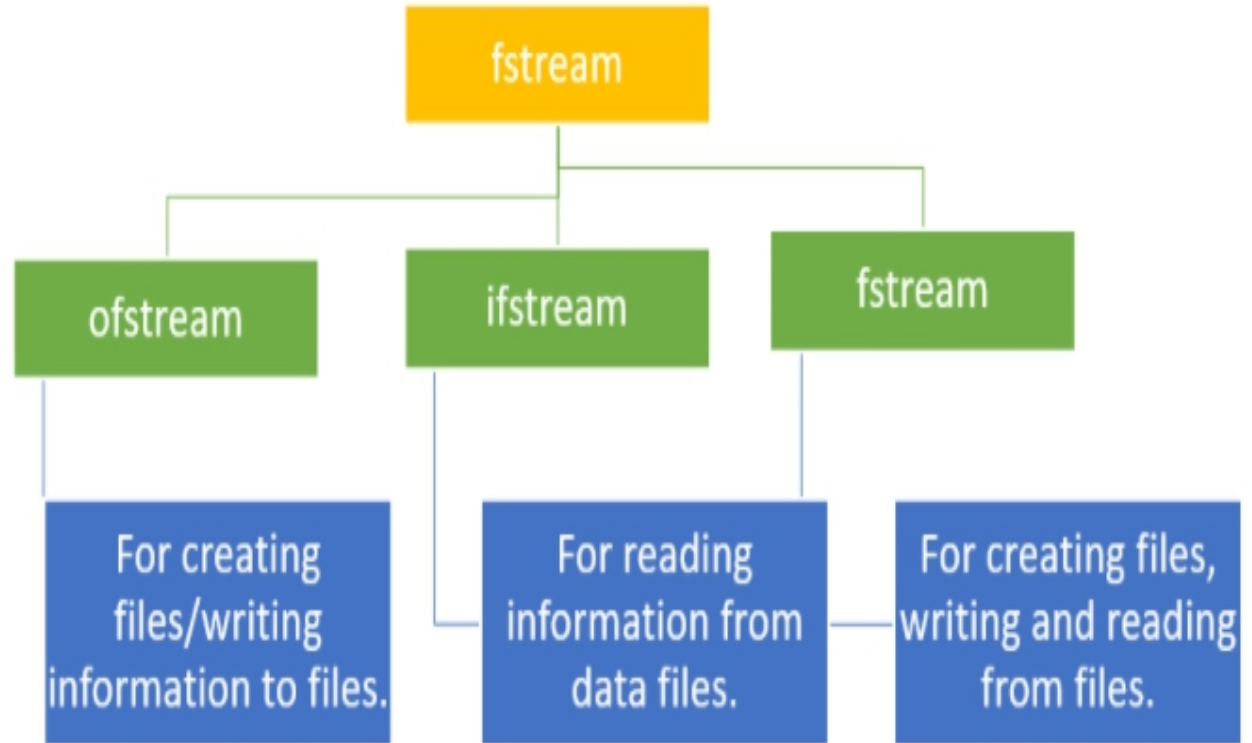 fstream
ofstream
ifstream
fstream
For creating
files/writing
information to files.
For reading
information from
data files.
For creating files,
writing and reading
from files.